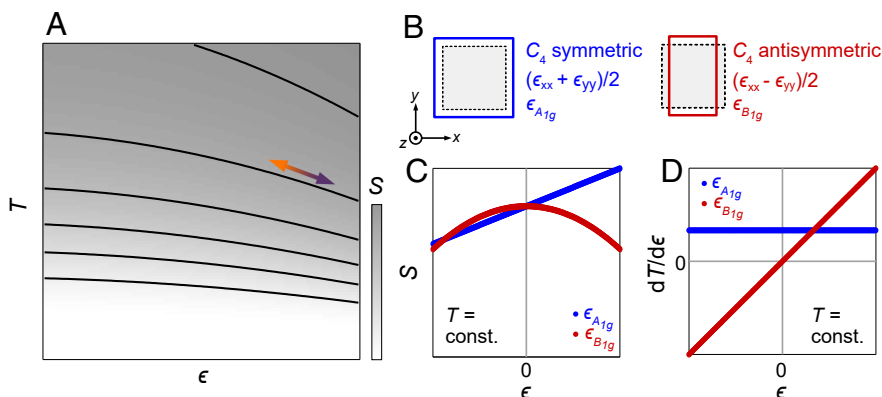 A
T
ϵ
S
B
C₄ symmetric
(ϵxx + ϵyy)/2
ϵA1g
C₄ antisymmetric
(ϵxx - ϵyy)/2
ϵB1g
y
z
x
C
S
T =
const.
ϵA1g
ϵB1g
0
ϵ
D
ϵA1g
ϵB1g
dT/dϵ
0
T =
const.
0
ϵ